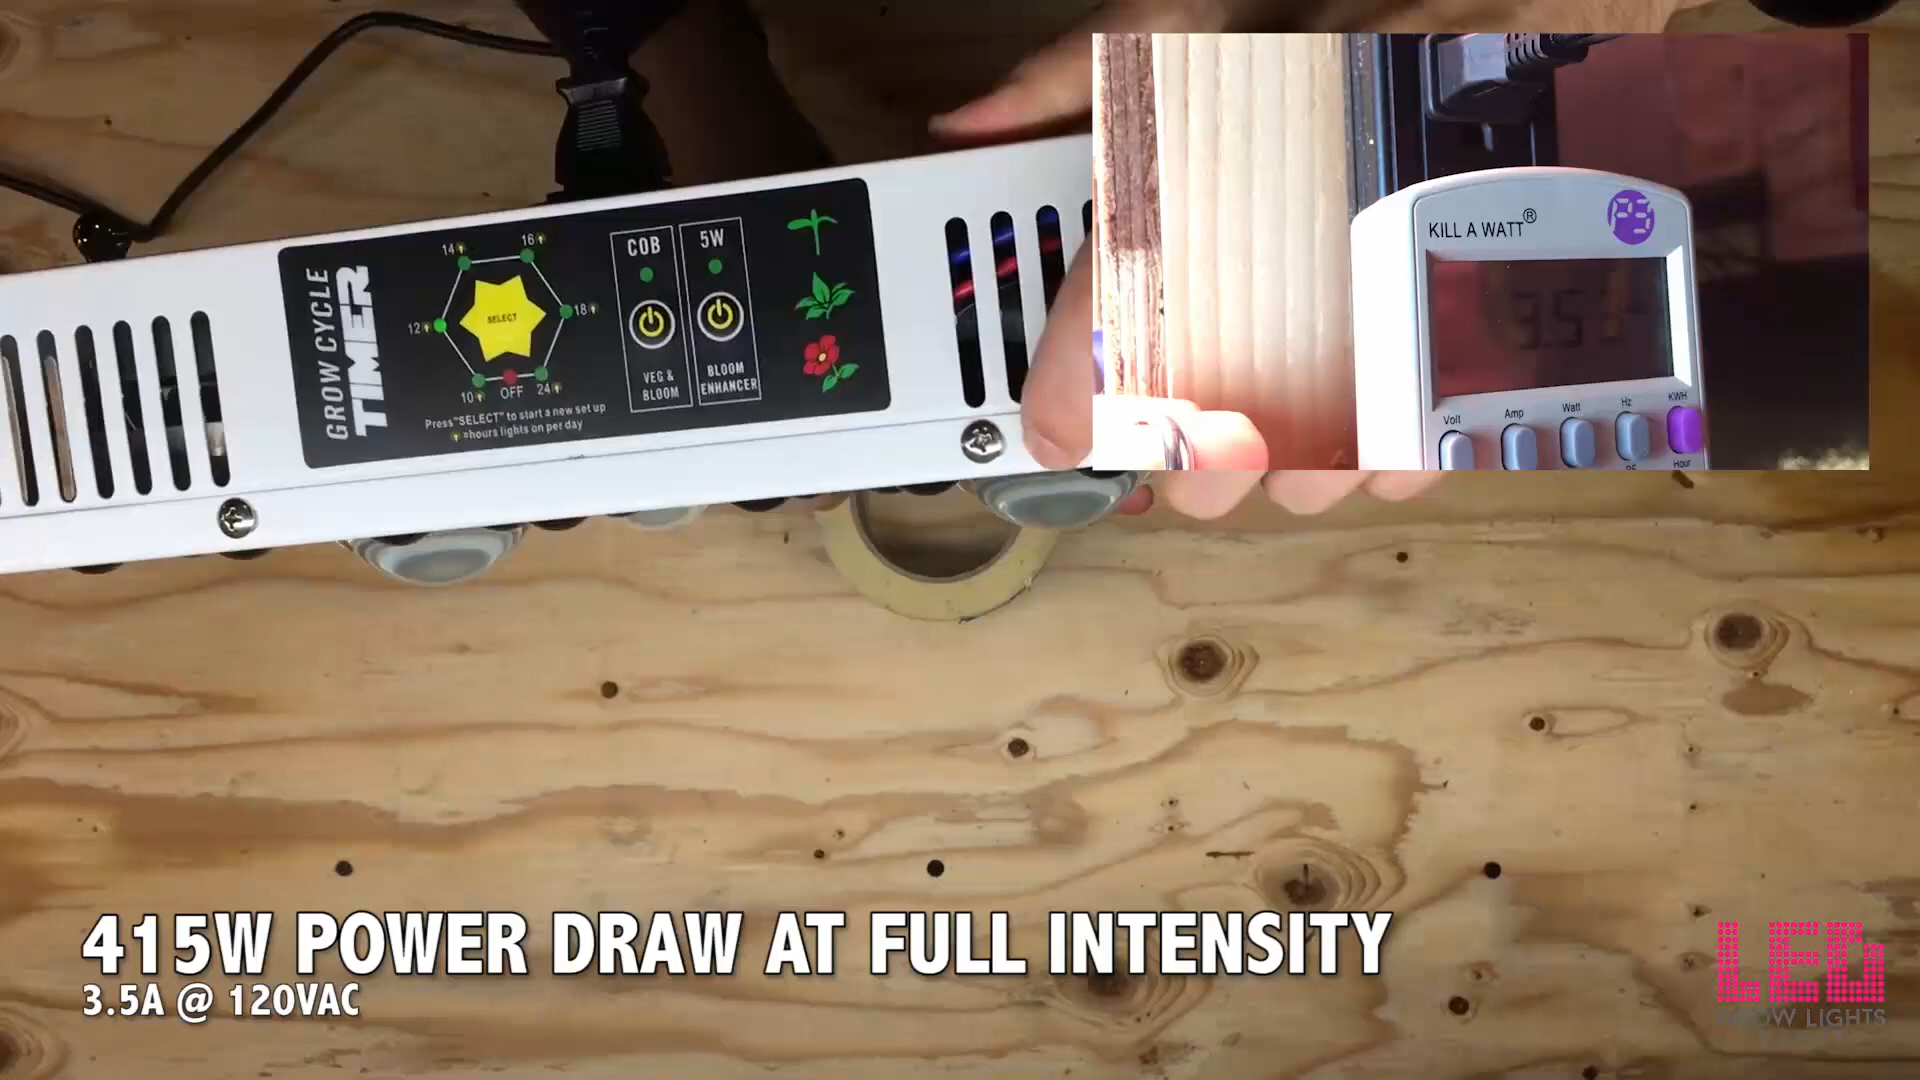 GROW CYCLE
TIMER
14
16
12
18
10
OFF
24
SELECT
Press "SELECT" to start a new set up
=hours lights on per day
COB
VEG &
BLOOM
5W
BLOOM
ENHANCER
KILL A WATT®
P3
Volt
Amp
Watt
Hz
KWH
Hour
415W POWER DRAW AT FULL INTENSITY
3.5A @ 120VAC
LED
GROW LIGHTS